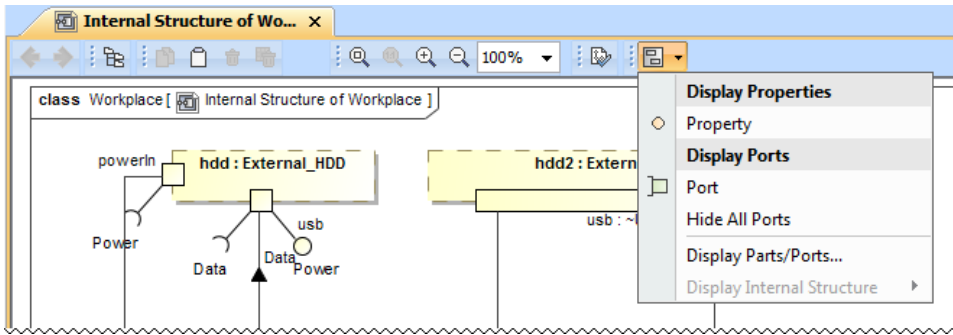 Internal Structure of Wo... ×
100%
class Workplace [ Internal Structure of Workplace ]
Display Properties
Property
Display Ports
Port
Hide All Ports
Display Parts/Ports...
Display Internal Structure
powerIn
hdd : External_HDD
hdd2 : Extern
usb
usb : ~
Power
Data
Data
Power